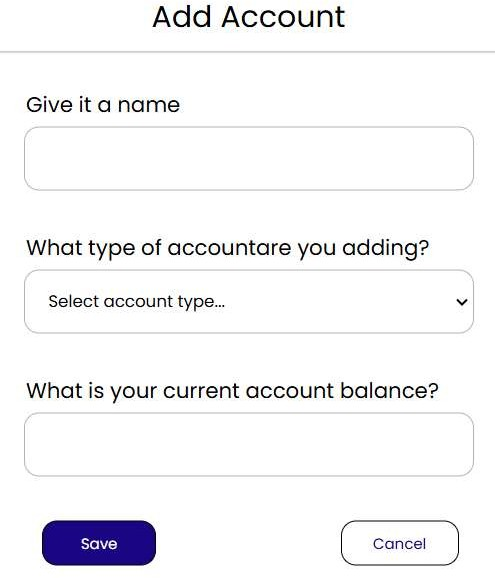 Add Account
Give it a name
What type of accountare you adding?
Select account type...
What is your current account balance?
Save
Cancel